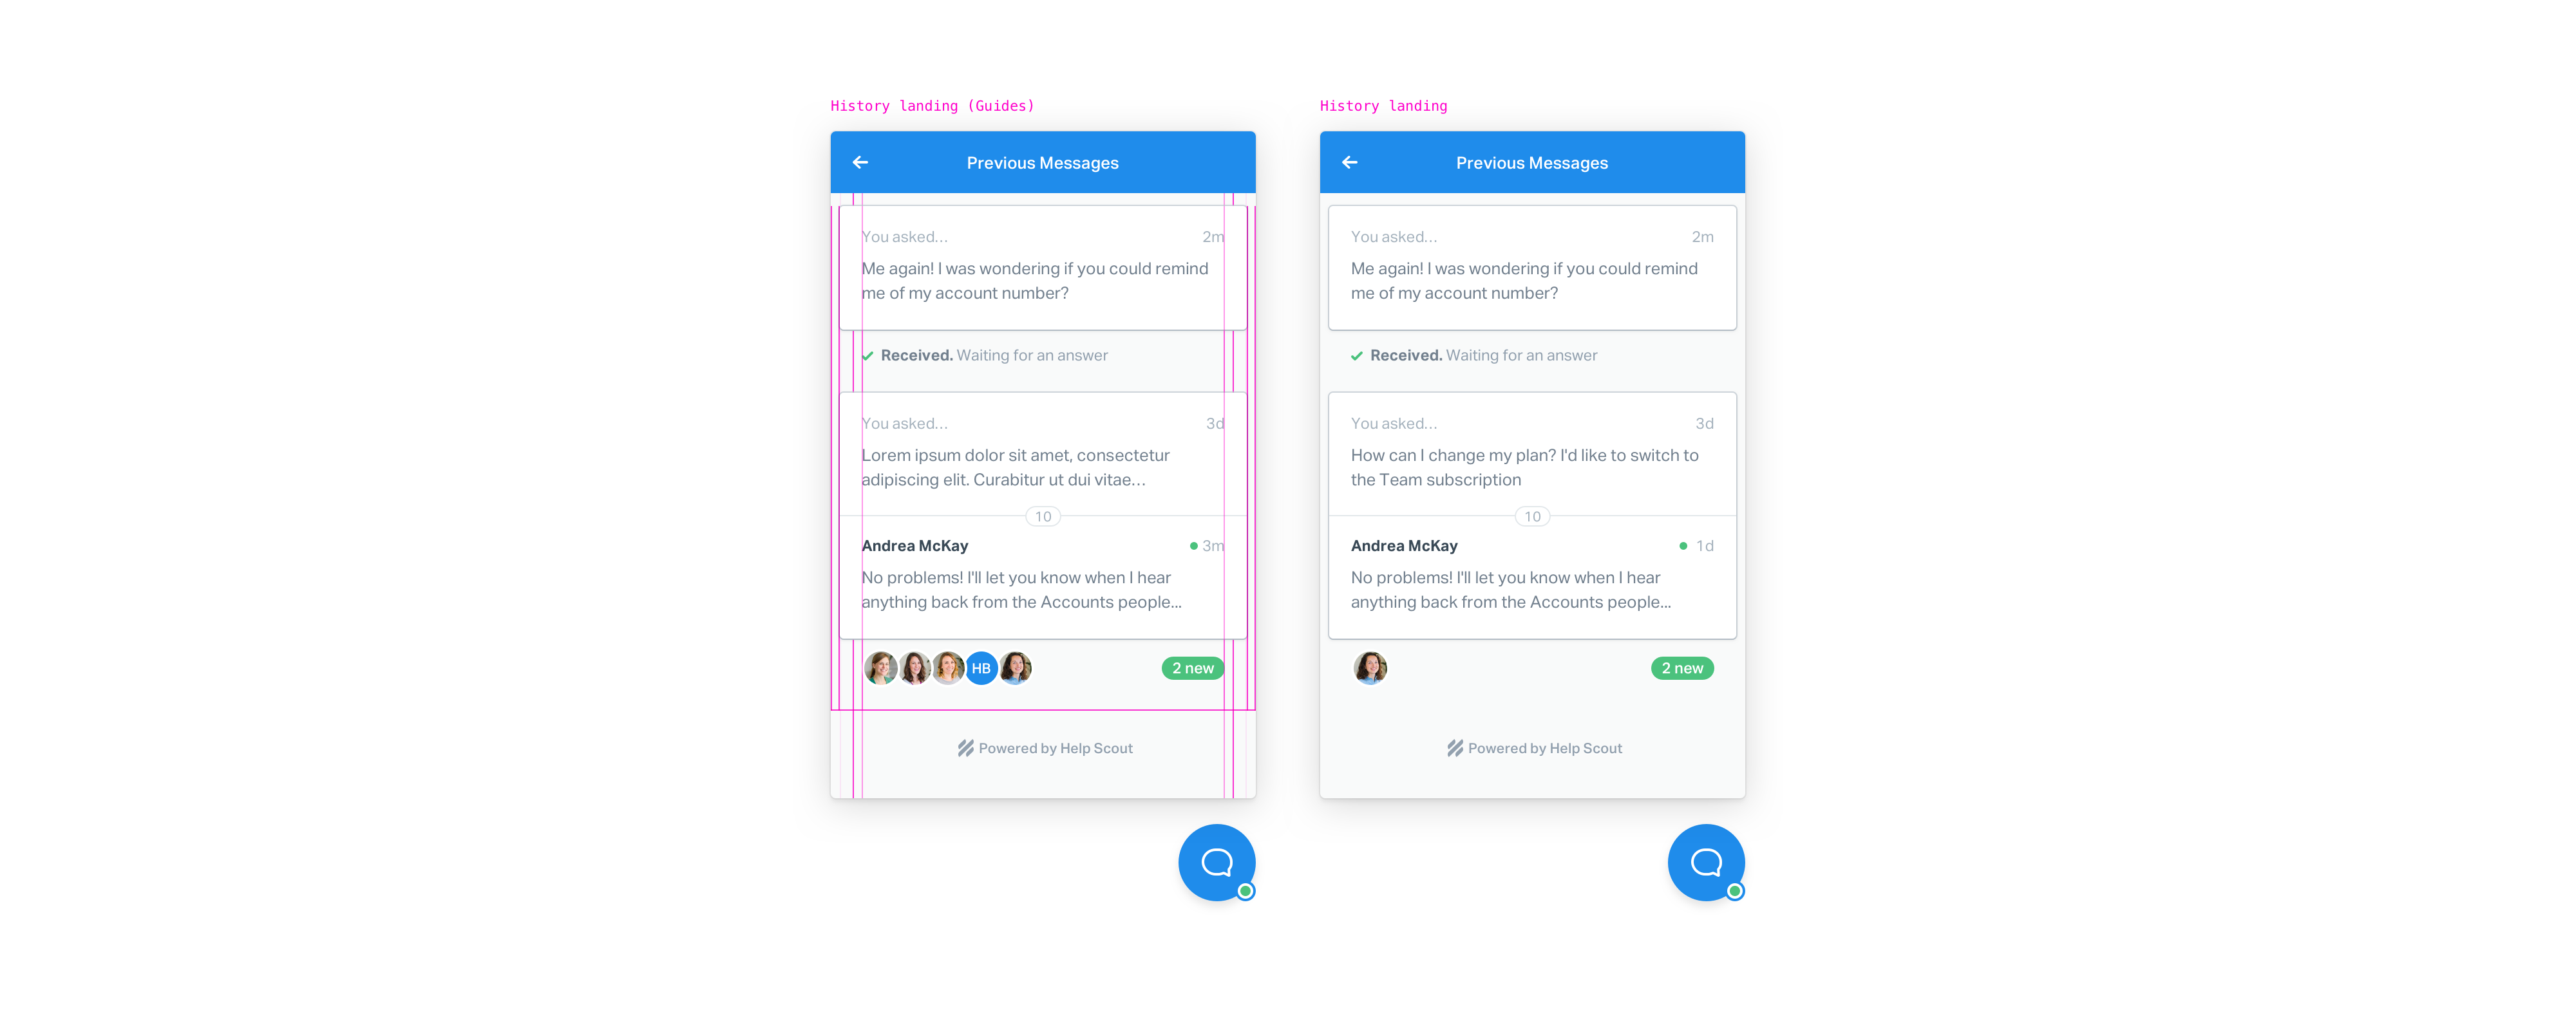 History landing (Guides)
Previous Messages
You asked...
2m
Me again! I was wondering if you could remind
me of my account number?
Received. Waiting for an answer
You asked...
3d
Lorem ipsum dolor sit amet, consectetur
adipiscing elit. Curabitur ut dui vitae...
10
Andrea McKay
3m
No problems! I'll let you know when I hear
anything back from the Accounts people...
HB
2 new
Powered by Help Scout
History landing
Previous Messages
You asked...
2m
Me again! I was wondering if you could remind
me of my account number?
Received. Waiting for an answer
You asked...
3d
How can I change my plan? I'd like to switch to
the Team subscription
10
Andrea McKay
1d
No problems! I'll let you know when I hear
anything back from the Accounts people...
2 new
Powered by Help Scout